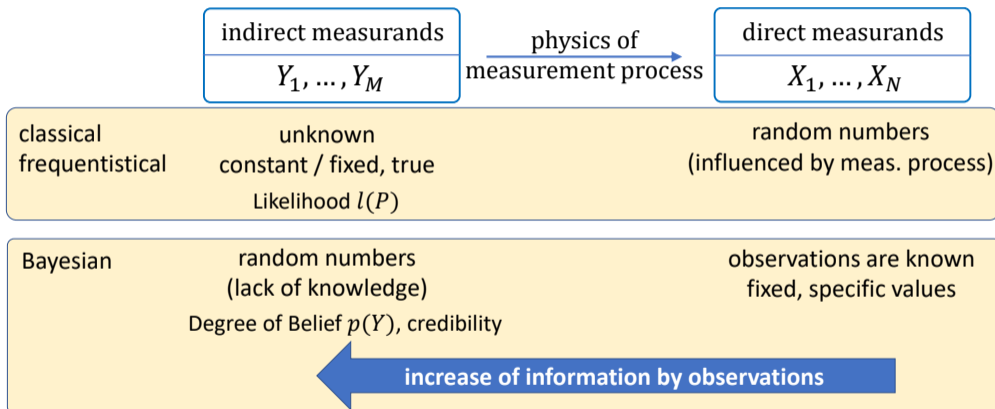 indirect measurands
Y₁, …, Y_M
physics of
measurement process
direct measurands
X₁, …, X_N
classical
frequentistical
unknown
constant / fixed, true
Likelihood l(P)
random numbers
(influenced by meas. process)
Bayesian
random numbers
(lack of knowledge)
Degree of Belief p(Y), credibility
observations are known
fixed, specific values
increase of information by observations